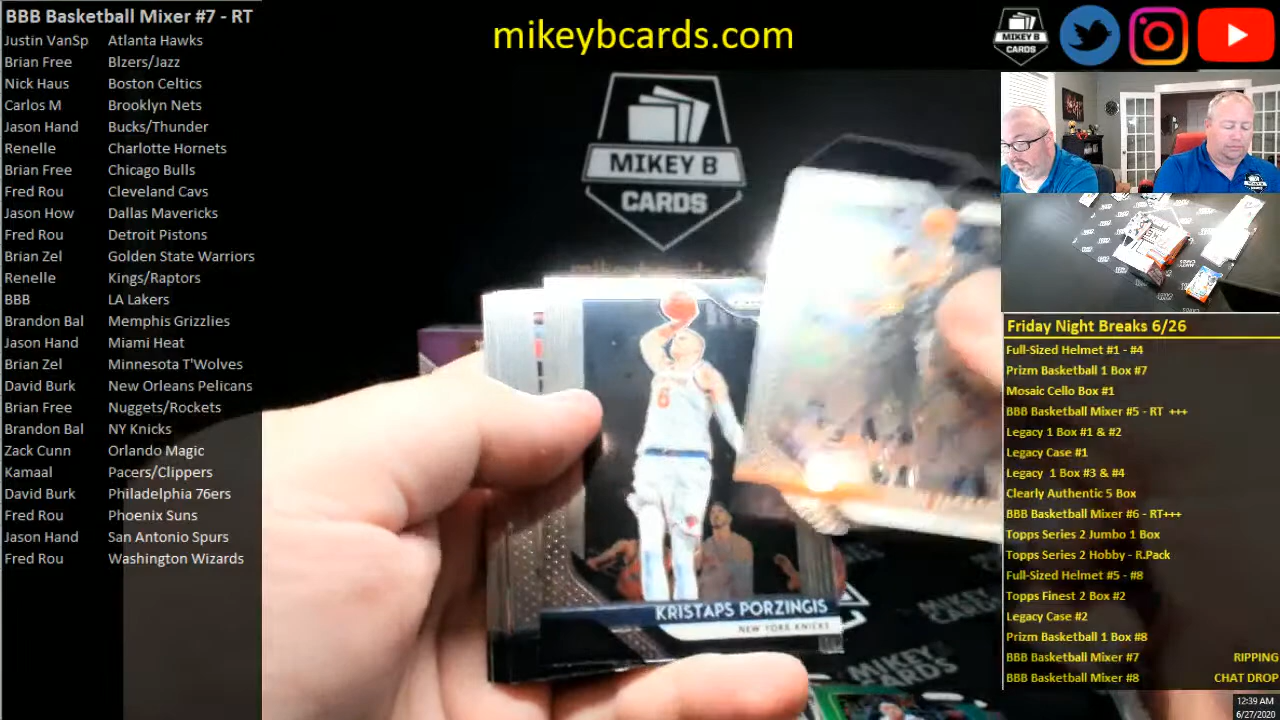 BBB Basketball Mixer #7 - RT
Justin VanSp Atlanta Hawks
Brian Free Blzers/Jazz
Nick Haus Boston Celtics
Carlos M Brooklyn Nets
Jason Hand Bucks/Thunder
Renelle Charlotte Hornets
Brian Free Chicago Bulls
Fred Rou Cleveland Cavs
Jason How Dallas Mavericks
Fred Rou Detroit Pistons
Brian Zel Golden State Warriors
Renelle Kings/Raptors
BBB LA Lakers
Brandon Bal Memphis Grizzlies
Jason Hand Miami Heat
Brian Zel Minnesota T'Wolves
David Burk New Orleans Pelicans
Brian Free Nuggets/Rockets
Brandon Bal NY Knicks
Zack Cunn Orlando Magic
Kamaal Pacers/Clippers
David Burk Philadelphia 76ers
Fred Rou Phoenix Suns
Jason Hand San Antonio Spurs
Fred Rou Washington Wizards
mikeybcards.com
MIKEY B
CARDS
MIKEY B
CARDS
6
KRISTAPS PORZINGIS
NEW YORK KNICKS
MIKEY
Friday Night Breaks 6/26
Full-Sized Helmet #1 - #4
Prizm Basketball 1 Box #7
Mosaic Cello Box #1
BBB Basketball Mixer #5 - RT +++
Legacy 1 Box #1 & #2
Legacy Case #1
Legacy 1 Box #3 & #4
Clearly Authentic 5 Box
BBB Basketball Mixer #6 - RT+++
Topps Series 2 Jumbo 1 Box
Topps Series 2 Hobby - R.Pack
Full-Sized Helmet #5 - #8
Topps Finest 2 Box #2
Legacy Case #2
Prizm Basketball 1 Box #8
BBB Basketball Mixer #7 RIPPING
BBB Basketball Mixer #8 CHAT DROP
12:39 AM
6/27/2020